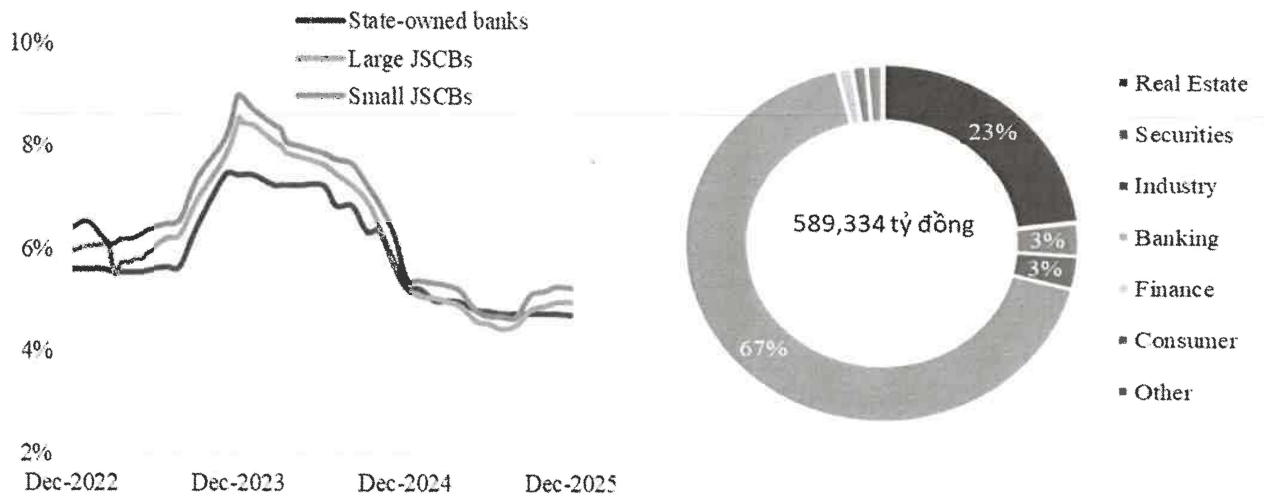 State-owned banks
Large JSCBs
Small JSCBs
10%
8%
6%
4%
2%
Dec-2022
Dec-2023
Dec-2024
Dec-2025
23%
3%
3%
67%
589,334 tỷ đồng
Real Estate
Securities
Industry
Banking
Finance
Consumer
Other